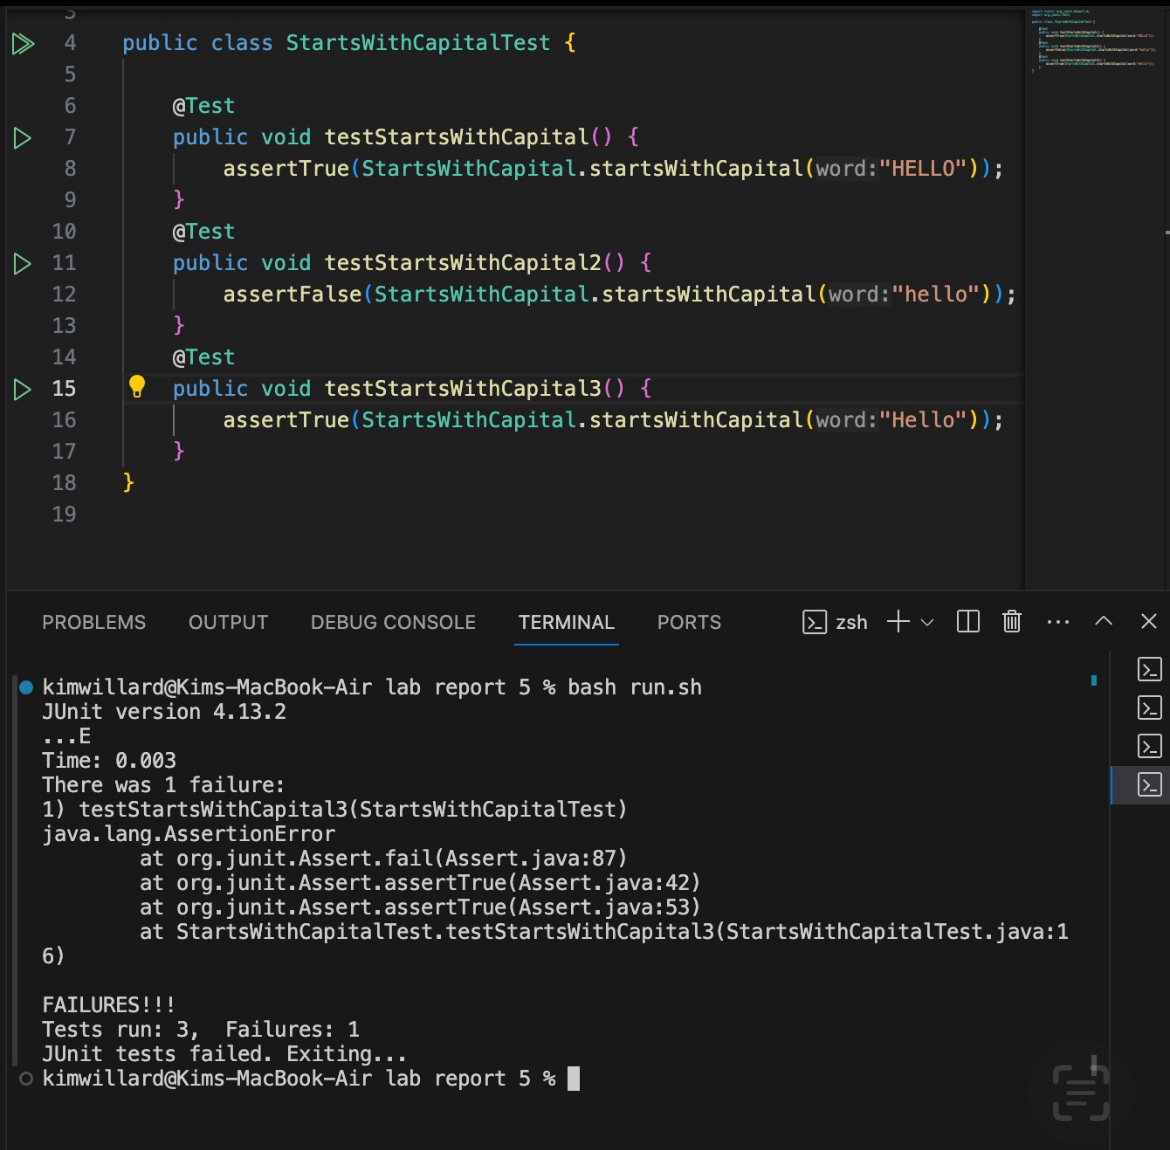 3
4 public class StartsWithCapitalTest {
5
6 @Test
7 public void testStartsWithCapital() {
8 assertTrue(StartsWithCapital.startsWithCapital(word:"HELLO"));
9 }
10 @Test
11 public void testStartsWithCapital2() {
12 assertFalse(StartsWithCapital.startsWithCapital(word:"hello"));
13 }
14 @Test
15 public void testStartsWithCapital3() {
16 assertTrue(StartsWithCapital.startsWithCapital(word:"Hello"));
17 }
18 }
19
PROBLEMS OUTPUT DEBUG CONSOLE TERMINAL PORTS zsh
kimwillard@Kims-MacBook-Air lab report 5 % bash run.sh
JUnit version 4.13.2
...E
Time: 0.003
There was 1 failure:
1) testStartsWithCapital3(StartsWithCapitalTest)
java.lang.AssertionError
at org.junit.Assert.fail(Assert.java:87)
at org.junit.Assert.assertTrue(Assert.java:42)
at org.junit.Assert.assertTrue(Assert.java:53)
at StartsWithCapitalTest.testStartsWithCapital3(StartsWithCapitalTest.java:1
6)
FAILURES!!!
Tests run: 3,  Failures: 1
JUnit tests failed. Exiting...
kimwillard@Kims-MacBook-Air lab report 5 %